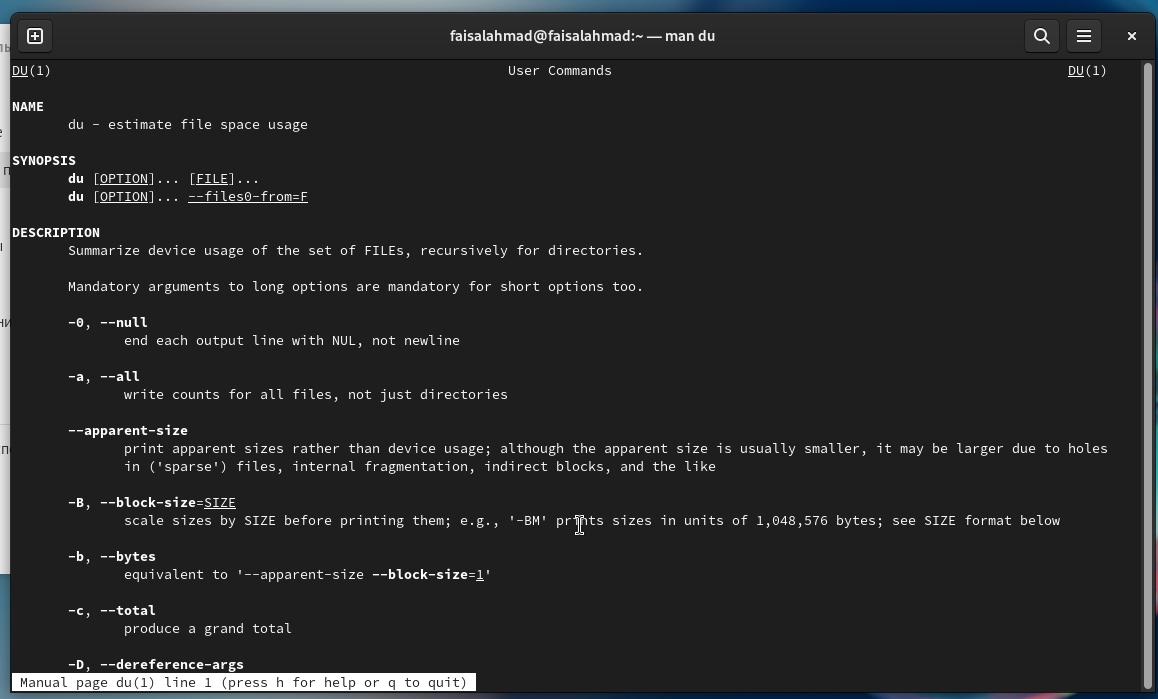 faisalahmad@faisalahmad:~ — man du
DU(1) User Commands DU(1)
NAME
du - estimate file space usage
SYNOPSIS
du [OPTION]... [FILE]...
du [OPTION]... --files0-from=F
DESCRIPTION
Summarize device usage of the set of FILEs, recursively for directories.
Mandatory arguments to long options are mandatory for short options too.
-0, --null
end each output line with NUL, not newline
-a, --all
write counts for all files, not just directories
--apparent-size
print apparent sizes rather than device usage; although the apparent size is usually smaller, it may be larger due to holes
in ('sparse') files, internal fragmentation, indirect blocks, and the like
-B, --block-size=SIZE
scale sizes by SIZE before printing them; e.g., '-BM' prints sizes in units of 1,048,576 bytes; see SIZE format below
-b, --bytes
equivalent to '--apparent-size --block-size=1'
-c, --total
produce a grand total
-D, --dereference-args
Manual page du(1) line 1 (press h for help or q to quit)